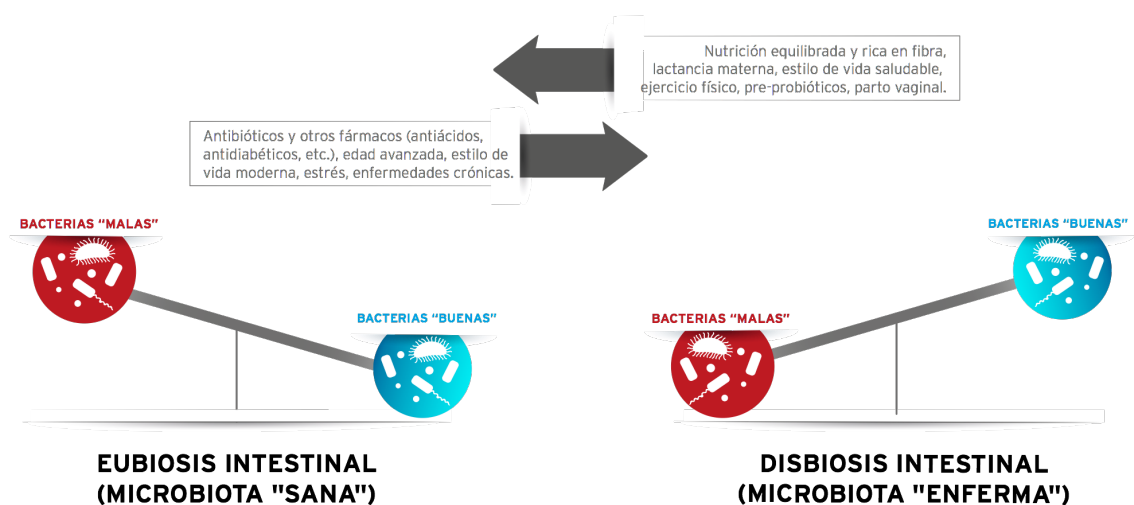 Nutrición equilibrada y rica en fibra,
lactancia materna, estilo de vida saludable,
ejercicio físico, pre-probióticos, parto vaginal.
Antibióticos y otros fármacos (antiácidos,
antidiabéticos, etc.), edad avanzada, estilo de
vida moderna, estrés, enfermedades crónicas.
BACTERIAS “MALAS”
BACTERIAS “BUENAS”
EUBIOSIS INTESTINAL
(MICROBIOTA "SANA")
BACTERIAS “BUENAS”
BACTERIAS “MALAS”
DISBIOSIS INTESTINAL
(MICROBIOTA "ENFERMA")